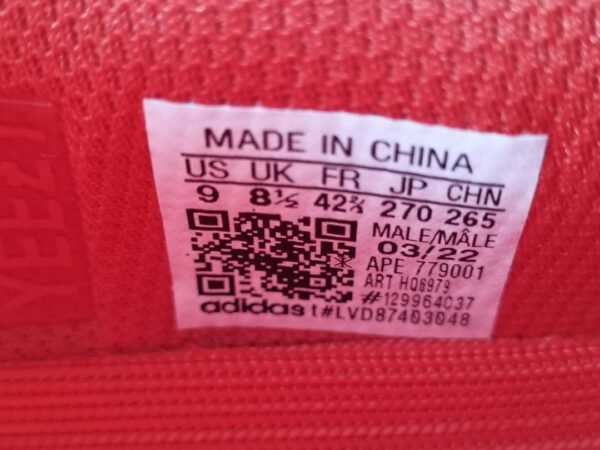 YEEZY
MADE IN CHINA
US UK FR JP CHN
9 8½ 42⅔ 270 265
MALE/MÂLE
03/22
APE 779001
ART HQ6979
#129964037
adidas t#LVD87403048